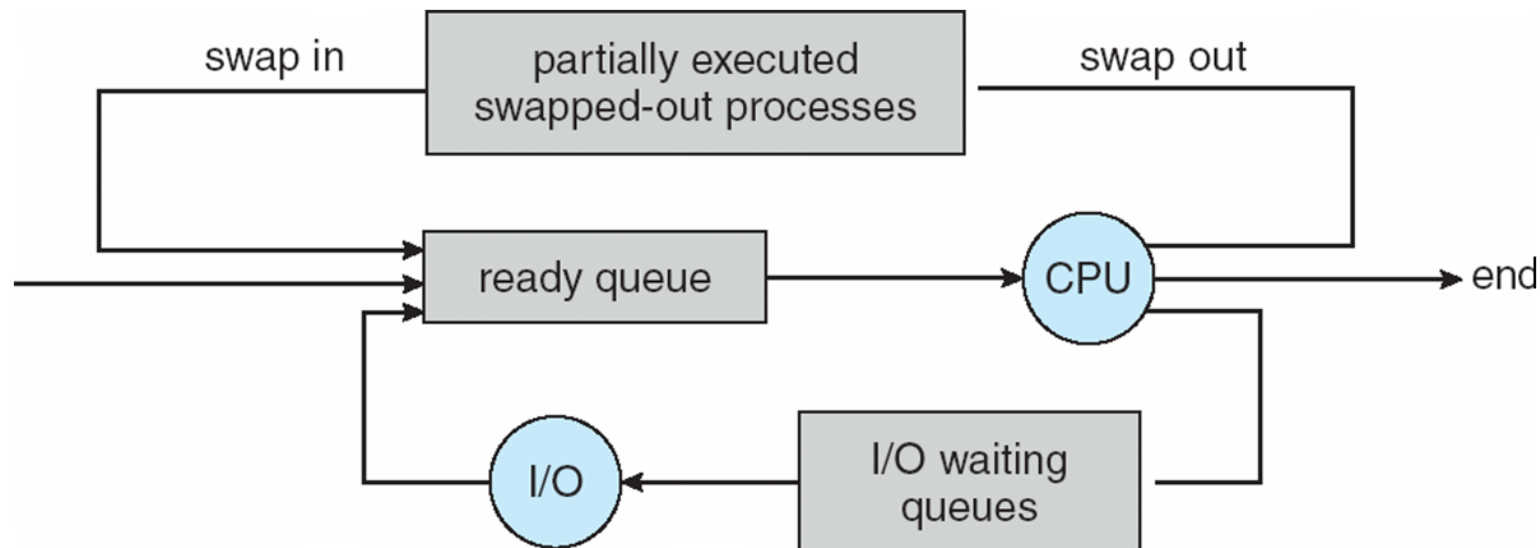 swap in
partially executed
swapped-out processes
swap out
ready queue
CPU
end
I/O
I/O waiting
queues